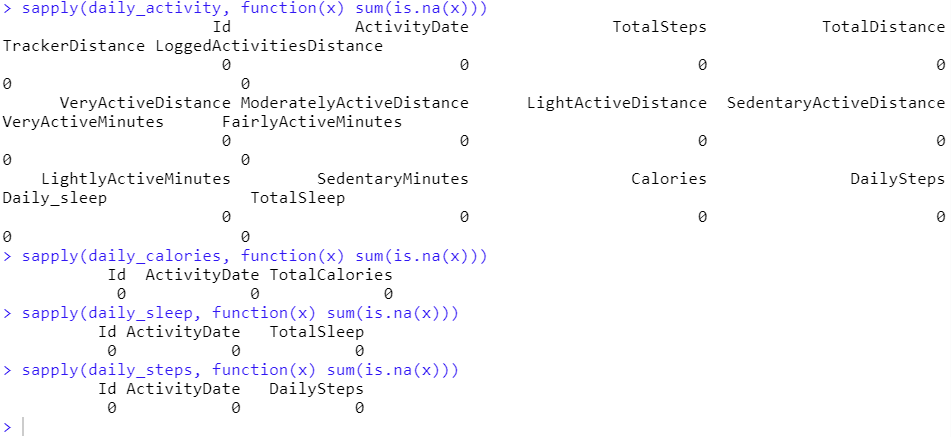 > sapply(daily_activity, function(x) sum(is.na(x)))
Id ActivityDate TotalSteps TotalDistance
TrackerDistance LoggedActivitiesDistance
0 0 0 0
0 0
VeryActiveDistance ModeratelyActiveDistance LightActiveDistance SedentaryActiveDistance
VeryActiveMinutes FairlyActiveMinutes
0 0 0 0
0 0
LightlyActiveMinutes SedentaryMinutes Calories DailySteps
Daily_sleep TotalSleep
0 0 0 0
0 0
> sapply(daily_calories, function(x) sum(is.na(x)))
Id ActivityDate TotalCalories
0 0 0
> sapply(daily_sleep, function(x) sum(is.na(x)))
Id ActivityDate TotalSleep
0 0 0
> sapply(daily_steps, function(x) sum(is.na(x)))
Id ActivityDate DailySteps
0 0 0
>